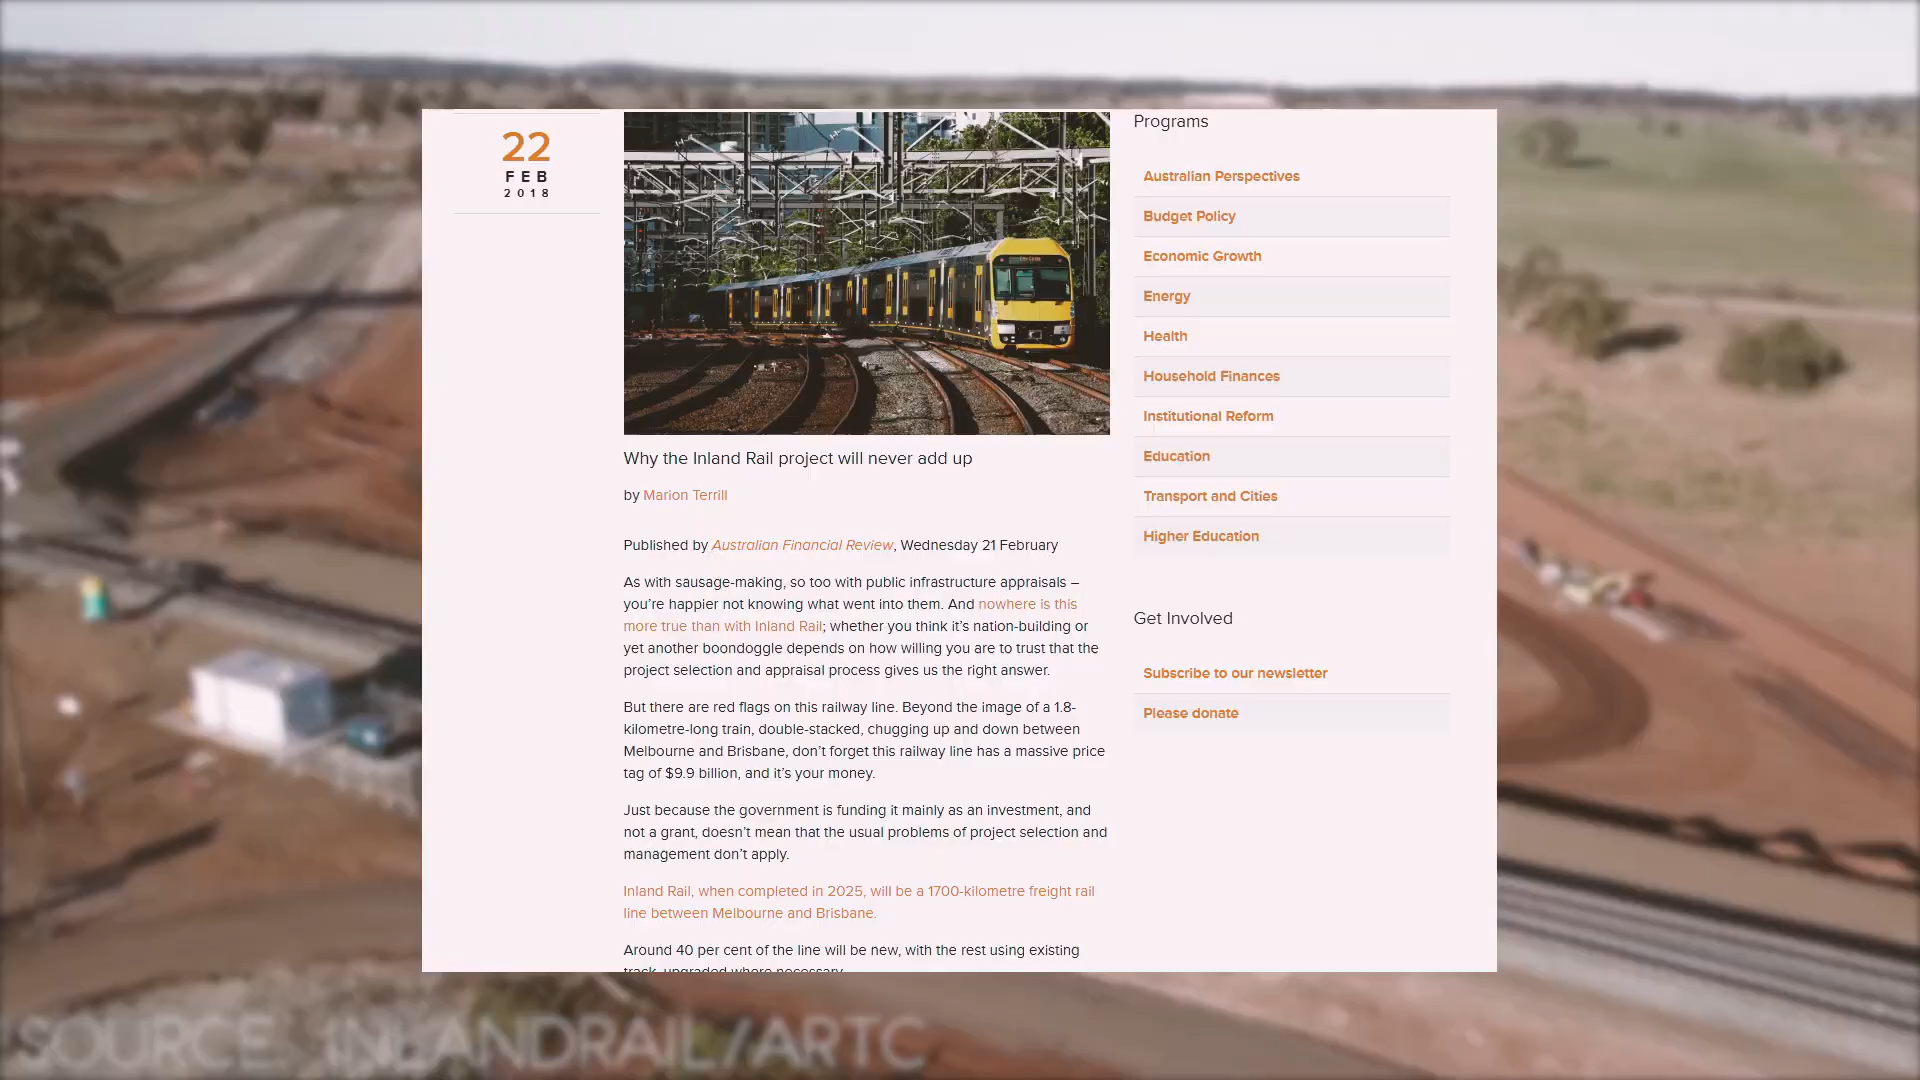 22
FEB
2018
Why the Inland Rail project will never add up
by Marion Terrill
Published by Australian Financial Review, Wednesday 21 February
As with sausage-making, so too with public infrastructure appraisals –
you’re happier not knowing what went into them. And nowhere is this
more true than with Inland Rail; whether you think it’s nation-building or
yet another boondoggle depends on how willing you are to trust that the
project selection and appraisal process gives us the right answer.
But there are red flags on this railway line. Beyond the image of a 1.8-
kilometre-long train, double-stacked, chugging up and down between
Melbourne and Brisbane, don’t forget this railway line has a massive price
tag of $9.9 billion, and it’s your money.
Just because the government is funding it mainly as an investment, and
not a grant, doesn’t mean that the usual problems of project selection and
management don’t apply.
Inland Rail, when completed in 2025, will be a 1700-kilometre freight rail
line between Melbourne and Brisbane.
Around 40 per cent of the line will be new, with the rest using existing
track, upgraded where necessary.
Programs
Australian Perspectives
Budget Policy
Economic Growth
Energy
Health
Household Finances
Institutional Reform
Education
Transport and Cities
Higher Education
Get Involved
Subscribe to our newsletter
Please donate
SOURCE: INLANDRAIL/ARTC